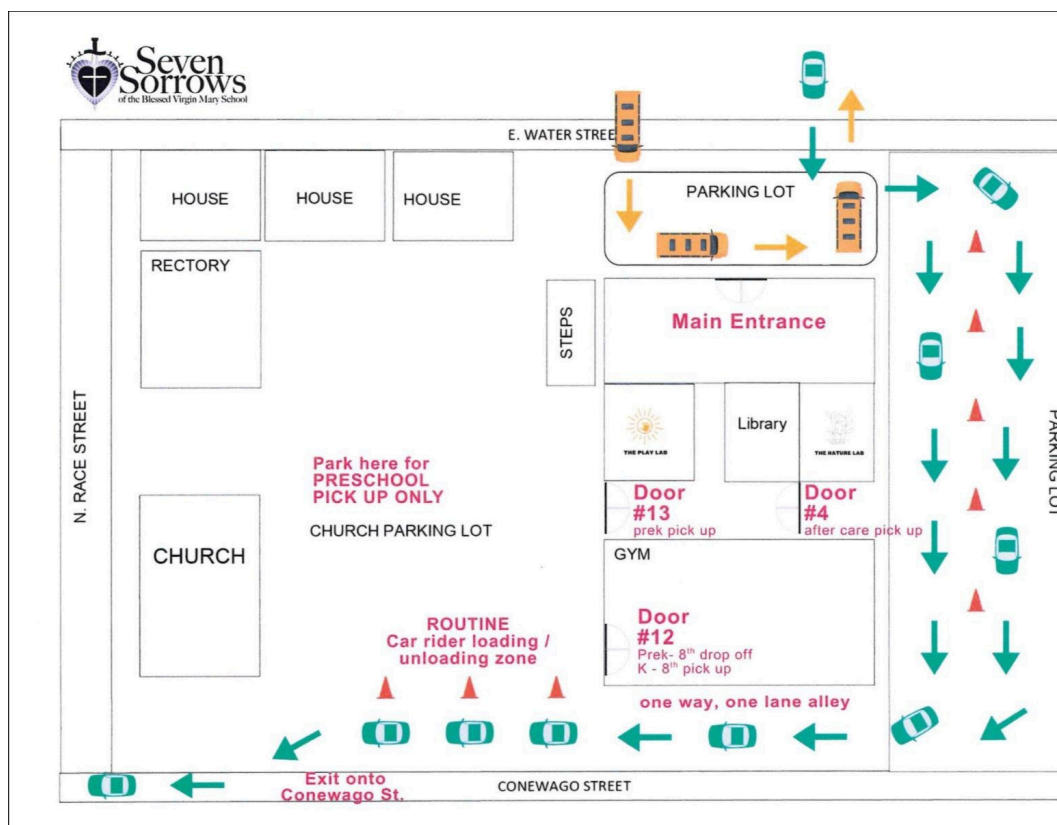 Seven
Sorrows
of the Blessed Virgin Mary School
E. WATER STREE
HOUSE
HOUSE
HOUSE
PARKING LOT
RECTORY
STEPS
Main Entrance
N. RACE STREET
THE PLAY LAB
Library
THE NATURE LAB
PARKING LOT
Park here for
PRESCHOOL
PICK UP ONLY
CHURCH PARKING LOT
Door
#13
prek pick up
Door
#4
after care pick up
CHURCH
GYM
ROUTINE
Car rider loading /
unloading zone
Door
#12
Prek- 8th drop off
K - 8th pick up
one way, one lane alley
Exit onto
Conewago St.
CONEWAGO STREET